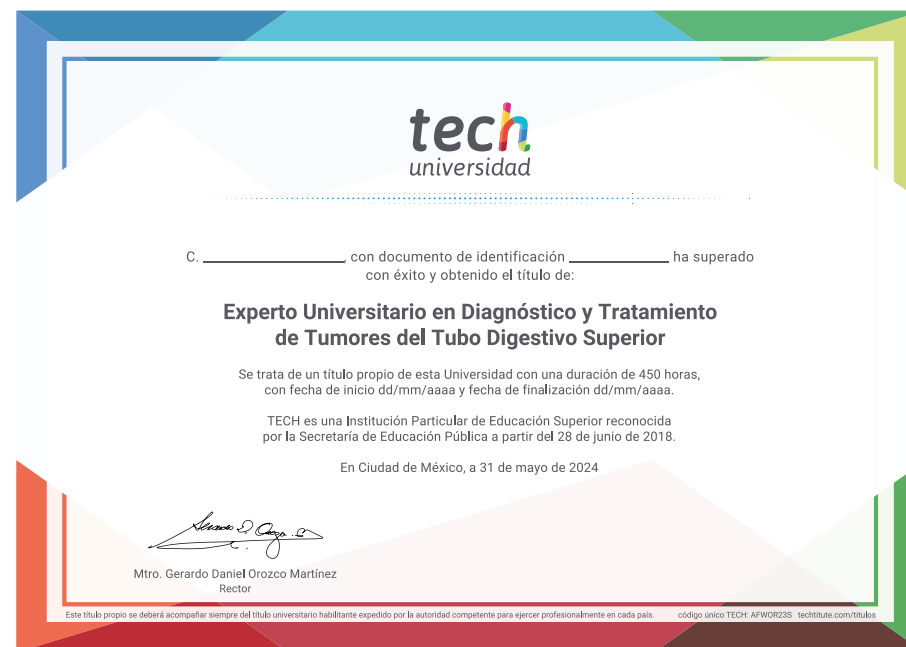 tech
universidad
C. ____________, con documento de identificación ____________ ha superado
con éxito y obtenido el título de:
Experto Universitario en Diagnóstico y Tratamiento
de Tumores del Tubo Digestivo Superior
Se trata de un título propio de esta Universidad con una duración de 450 horas,
con fecha de inicio dd/mm/aaaa y fecha de finalización dd/mm/aaaa.
TECH es una Institución Particular de Educación Superior reconocida
por la Secretaría de Educación Pública a partir del 28 de junio de 2018.
En Ciudad de México, a 31 de mayo de 2024
Mtro. Gerardo Daniel Orozco Martínez
Rector
Este título propio se deberá acompañar siempre del título universitario habilitante expedido por la autoridad competente para ejercer profesionalmente en cada país. código único TECH: AFWOR23S techtitute.com/titulos